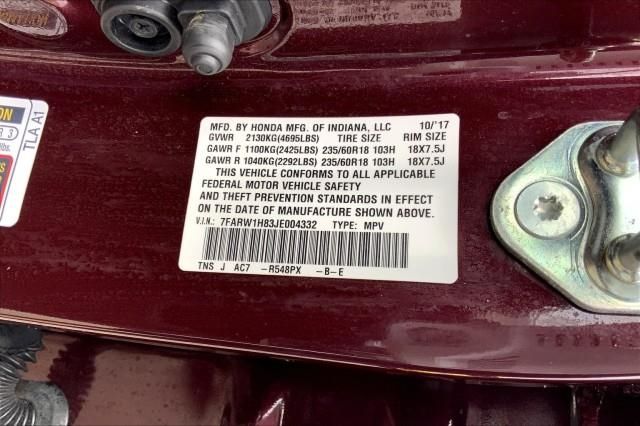 MFD. BY HONDA MFG. OF INDIANA, LLC 10/'17
GVWR 2130KG(4695LBS) TIRE SIZE RIM SIZE
GAWR F 1100KG(2425LBS) 235/60R18 103H 18X7.5J
GAWR R 1040KG(2292LBS) 235/60R18 103H 18X7.5J
THIS VEHICLE CONFORMS TO ALL APPLICABLE
FEDERAL MOTOR VEHICLE SAFETY
AND THEFT PREVENTION STANDARDS IN EFFECT
ON THE DATE OF MANUFACTURE SHOWN ABOVE.
V.I.N.: 7FARW1H83JE004332 TYPE: MPV
TNS J AC7 -R548PX -B-E
ON
R 3
lbs.
TLA A1